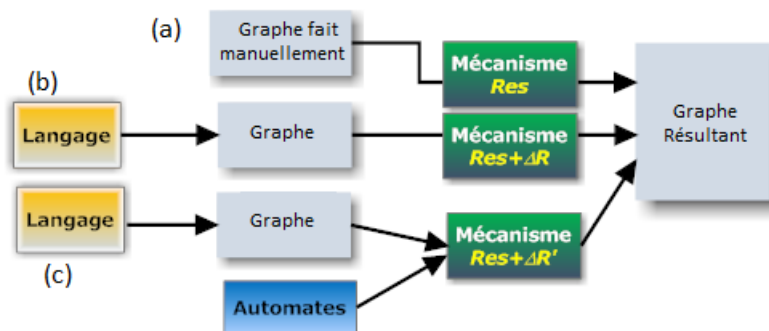 (a)
Graphe fait
manuellement
Mécanisme
Res
(b)
Langage
Graphe
Mécanisme
Res+ΔR
Graphe
Résultant
Langage
Graphe
Mécanisme
Res+ΔR'
(c)
Automates